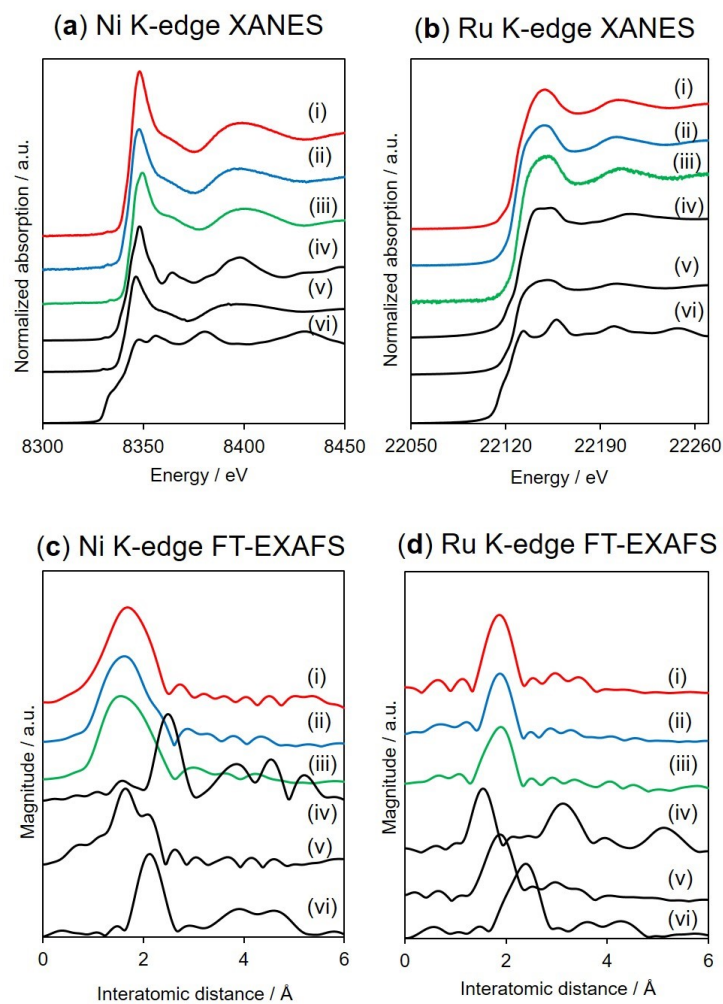 (a) Ni K-edge XANES
(b) Ru K-edge XANES
Normalized absorption / a.u.
(i)
(ii)
(iii)
(iv)
(v)
(vi)
8300 8350 8400 8450
Energy / eV
Normalized absorption / a.u.
(i)
(ii)
(iii)
(iv)
(v)
(vi)
22050 22120 22190 22260
Energy / eV
(c) Ni K-edge FT-EXAFS
(d) Ru K-edge FT-EXAFS
Magnitude / a.u.
(i)
(ii)
(iii)
(iv)
(v)
(vi)
0 2 4 6
Interatomic distance / Å
Magnitude / a.u.
(i)
(ii)
(iii)
(iv)
(v)
(vi)
0 2 4 6
Interatomic distance / Å